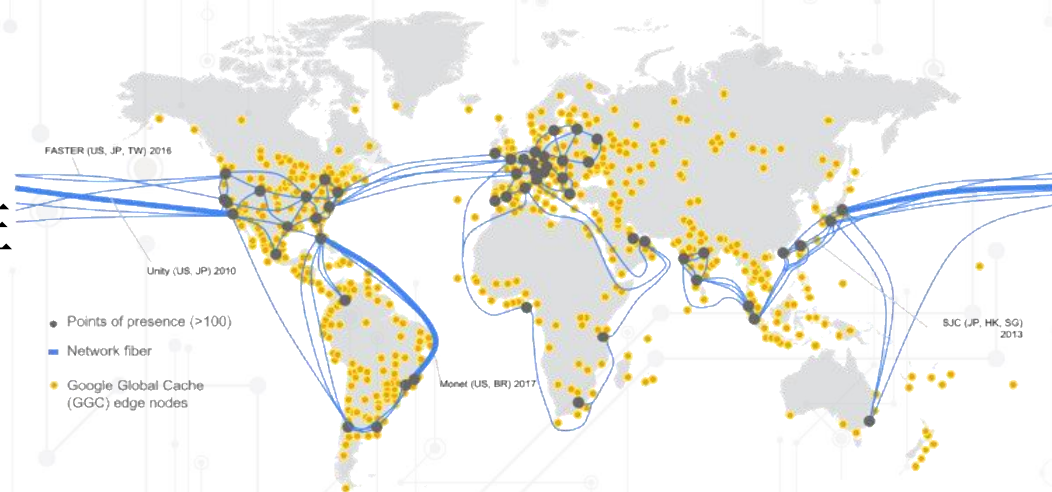 FASTER (US, JP, TW) 2016
Unity (US, JP) 2010
Points of presence (>100)
Network fiber
Google Global Cache
(GGC) edge nodes
Monet (US, BR) 2017
SJC (JP, HK, SG)
2013